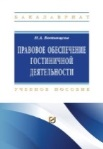 БАКАЛАВРИАТ
ПРАВОВОЕ ОБЕСПЕЧЕНИЕ
ГОСТИНИЧНОЙ
ДЕЯТЕЛЬНОСТИ
УЧЕБНОЕ ПОСОБИЕ